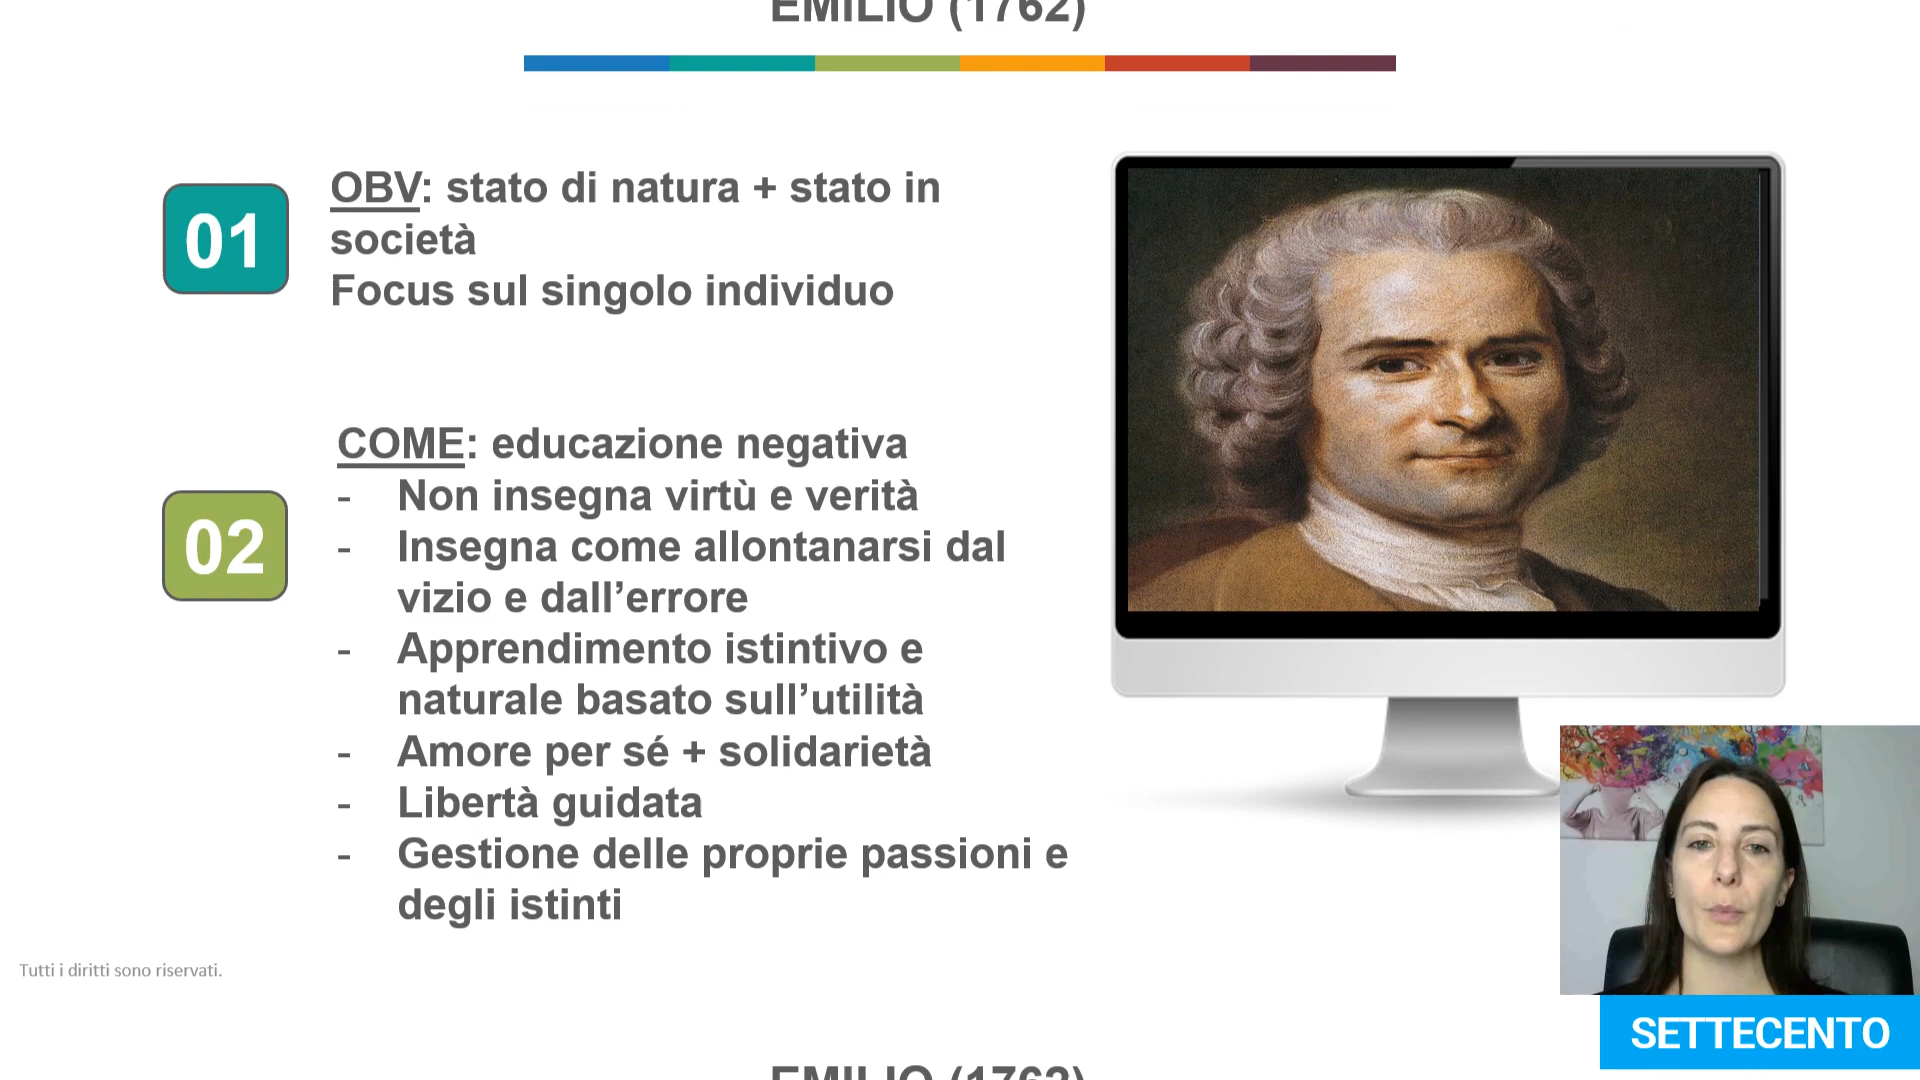 EMILIO (1762)
01
OBV: stato di natura + stato in
società
Focus sul singolo individuo
02
COME: educazione negativa
- Non insegna virtù e verità
- Insegna come allontanarsi dal
vizio e dall’errore
- Apprendimento istintivo e
naturale basato sull’utilità
- Amore per sé + solidarietà
- Libertà guidata
- Gestione delle proprie passioni e
degli istinti
Tutti i diritti sono riservati.
SETTECENTO
EMILIO (1762)